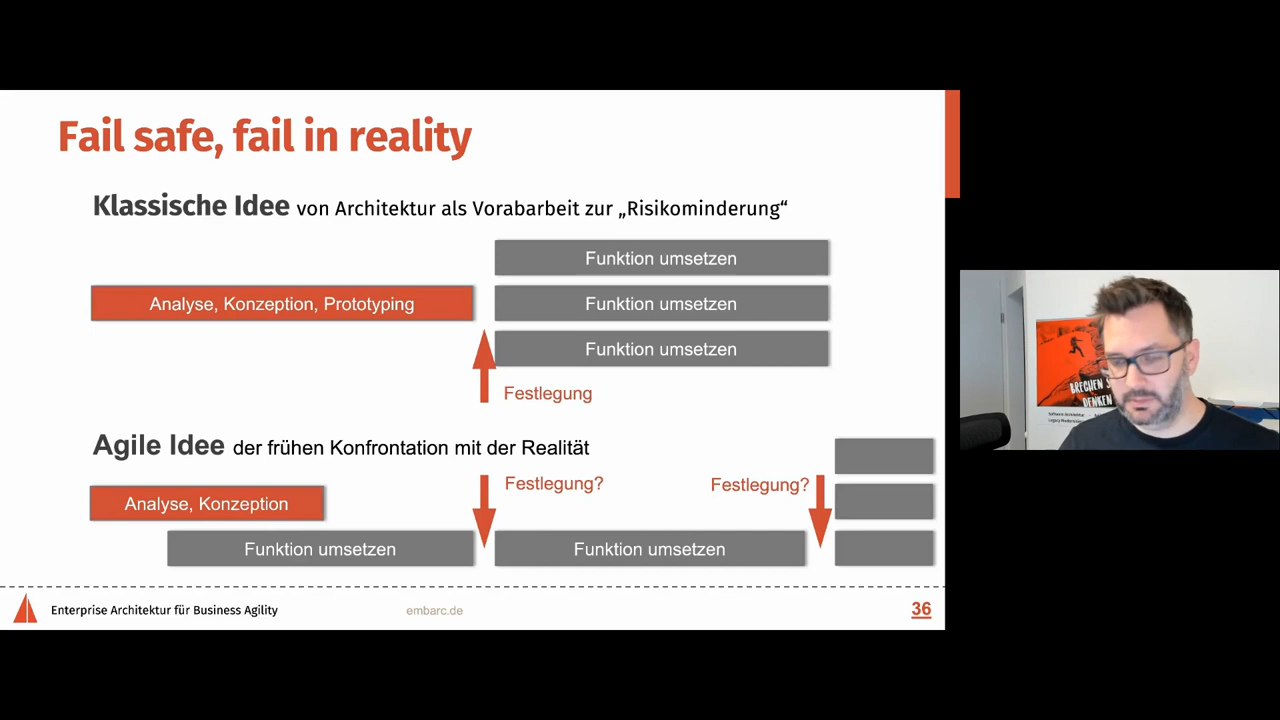 Fail safe, fail in reality
Klassische Idee von Architektur als Vorabarbeit zur „Risikominderung“
Funktion umsetzen
Analyse, Konzeption, Prototyping
Funktion umsetzen
Funktion umsetzen
Festlegung
Agile Idee der frühen Konfrontation mit der Realität
Festlegung?
Festlegung?
Analyse, Konzeption
Funktion umsetzen
Funktion umsetzen
Enterprise Architektur für Business Agility
embarc.de
36
BRECHEN
DENKEN